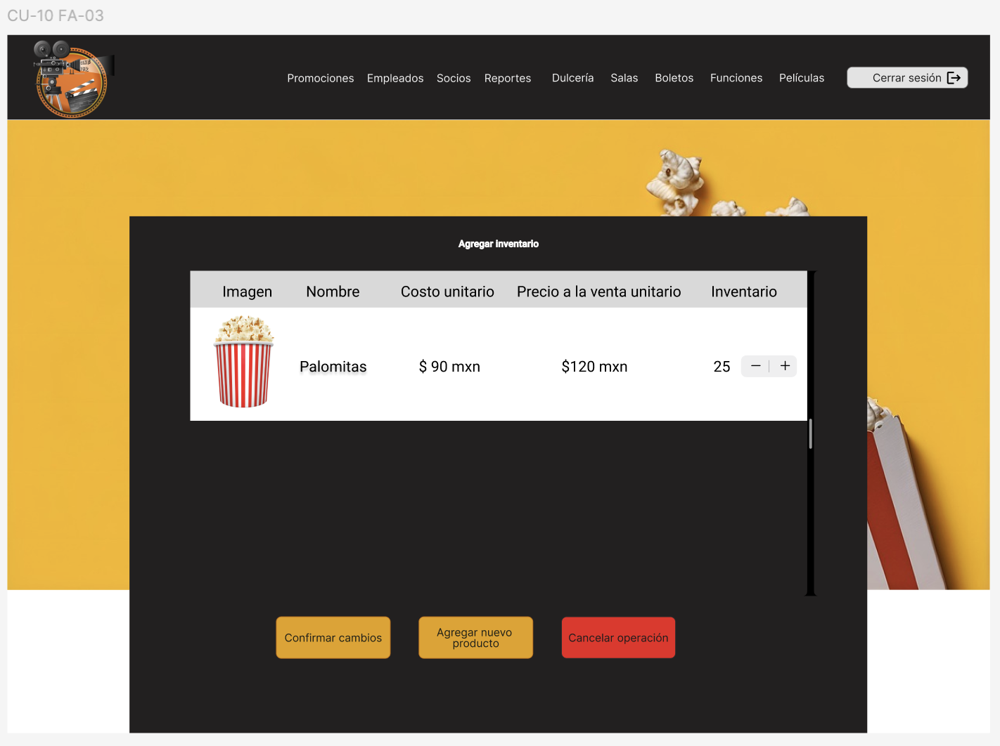 CU-10 FA-03
Promociones Empleados Socios Reportes Dulcería Salas Boletos Funciones Películas Cerrar sesión
Agregar inventario
Imagen Nombre Costo unitario Precio a la venta unitario Inventario
Palomitas $ 90 mxn $120 mxn 25 − +
Confirmar cambios
Agregar nuevo
producto
Cancelar operación